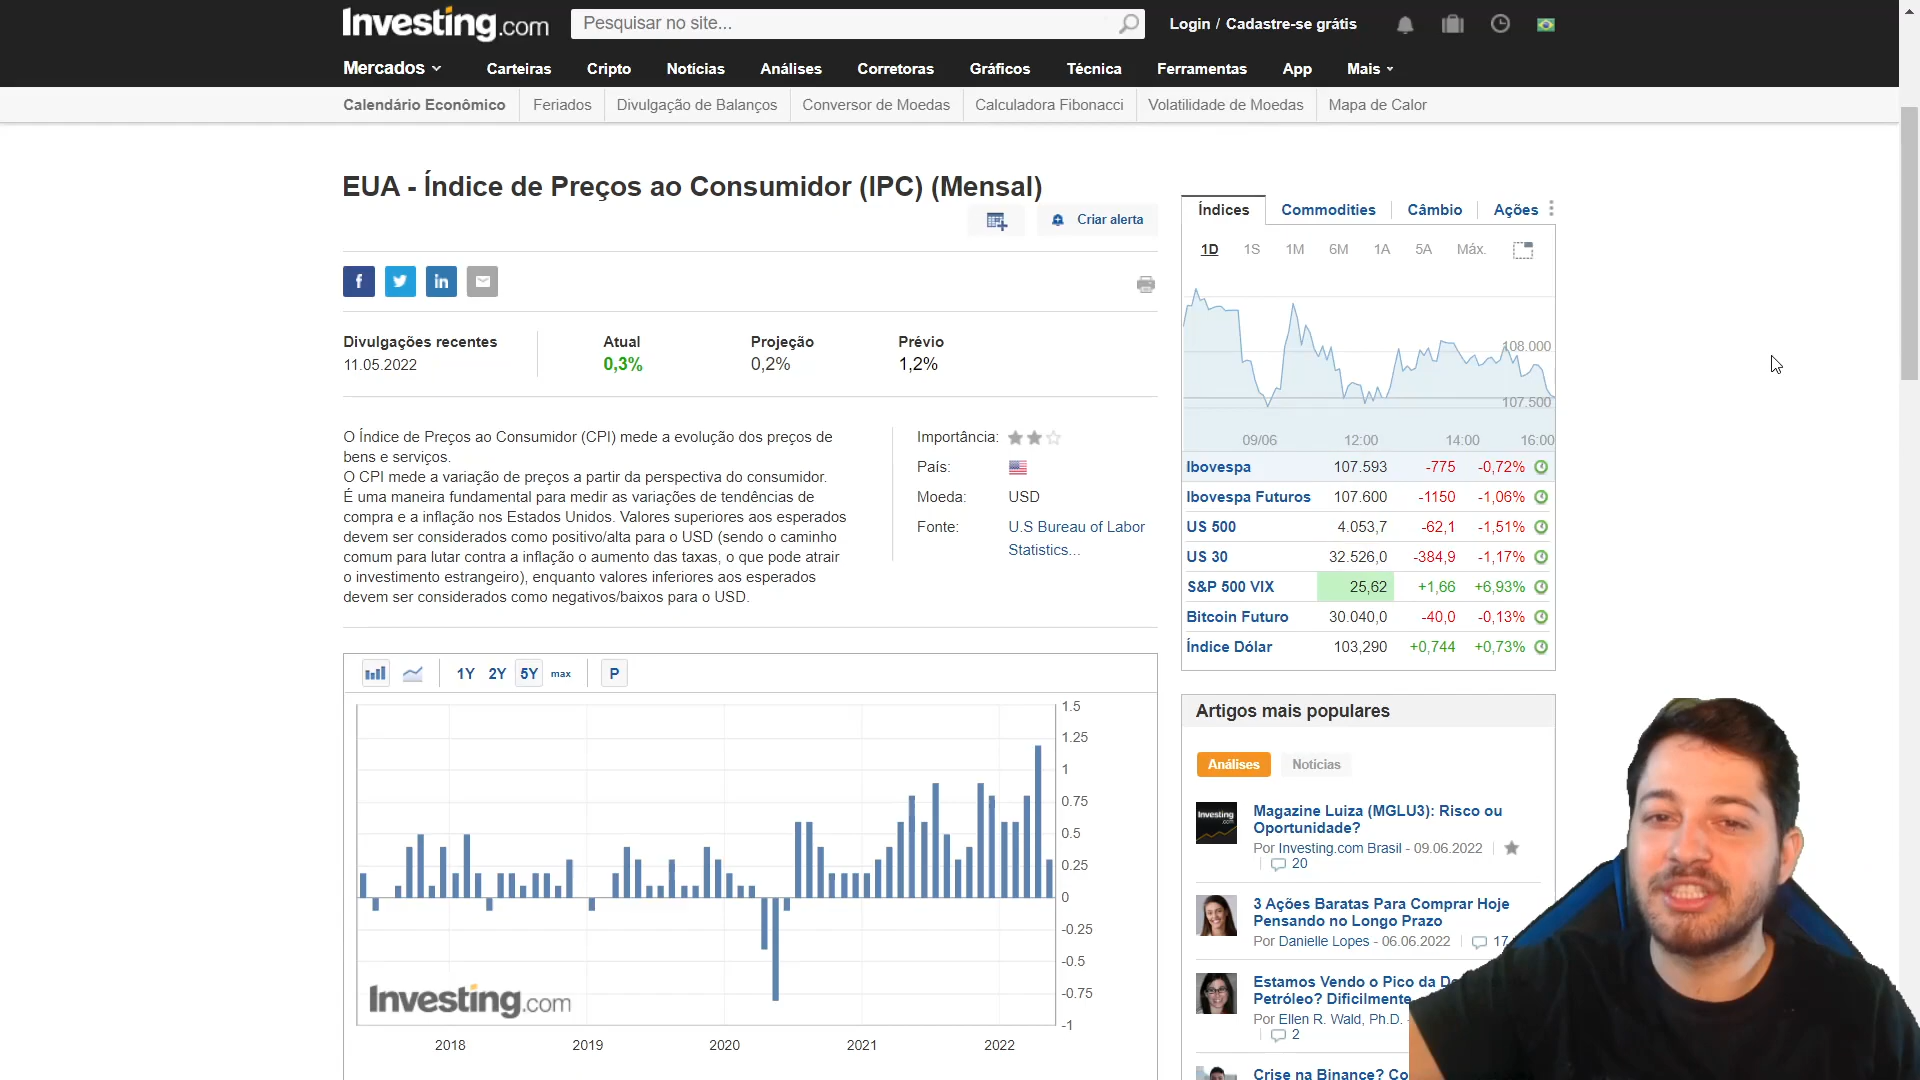 Investing.com
Pesquisar no site...
Login / Cadastre-se grátis
Mercados
Carteiras
Cripto
Notícias
Análises
Corretoras
Gráficos
Técnica
Ferramentas
App
Mais
Calendário Econômico
Feriados
Divulgação de Balanços
Conversor de Moedas
Calculadora Fibonacci
Volatilidade de Moedas
Mapa de Calor
EUA - Índice de Preços ao Consumidor (IPC) (Mensal)
Criar alerta
Divulgações recentes
11.05.2022
Atual
0,3%
Projeção
0,2%
Prévio
1,2%
O Índice de Preços ao Consumidor (CPI) mede a evolução dos preços de
bens e serviços.
O CPI mede a variação de preços a partir da perspectiva do consumidor.
É uma maneira fundamental para medir as variações de tendências de
compra e a inflação nos Estados Unidos. Valores superiores aos esperados
devem ser considerados como positivo/alta para o USD (sendo o caminho
comum para lutar contra a inflação o aumento das taxas, o que pode atrair
o investimento estrangeiro), enquanto valores inferiores aos esperados
devem ser considerados como negativos/baixos para o USD.
Importância:
País:
Moeda: USD
Fonte: U.S Bureau of Labor
Statistics...
1Y 2Y 5Y max P
1.5
1.25
1
0.75
0.5
0.25
0
-0.25
-0.5
-0.75
-1
Investing.com
2018 2019 2020 2021 2022
Índices Commodities Câmbio Ações
1D 1S 1M 6M 1A 5A Máx.
108.000
107.500
09/06 12:00 14:00 16:00
Ibovespa 107.593 -775 -0,72%
Ibovespa Futuros 107.600 -1150 -1,06%
US 500 4.053,7 -62,1 -1,51%
US 30 32.526,0 -384,9 -1,17%
S&P 500 VIX 25,62 +1,66 +6,93%
Bitcoin Futuro 30.040,0 -40,0 -0,13%
Índice Dólar 103,290 +0,744 +0,73%
Artigos mais populares
Análises Notícias
Investing
.com
Magazine Luiza (MGLU3): Risco ou
Oportunidade?
Por Investing.com Brasil - 09.06.2022
20
3 Ações Baratas Para Comprar Hoje
Pensando no Longo Prazo
Por Danielle Lopes - 06.06.2022 17
Estamos Vendo o Pico da
Petróleo? Dificilmente
Por Ellen R. Wald, Ph.D. -
2
Crise na Binance?